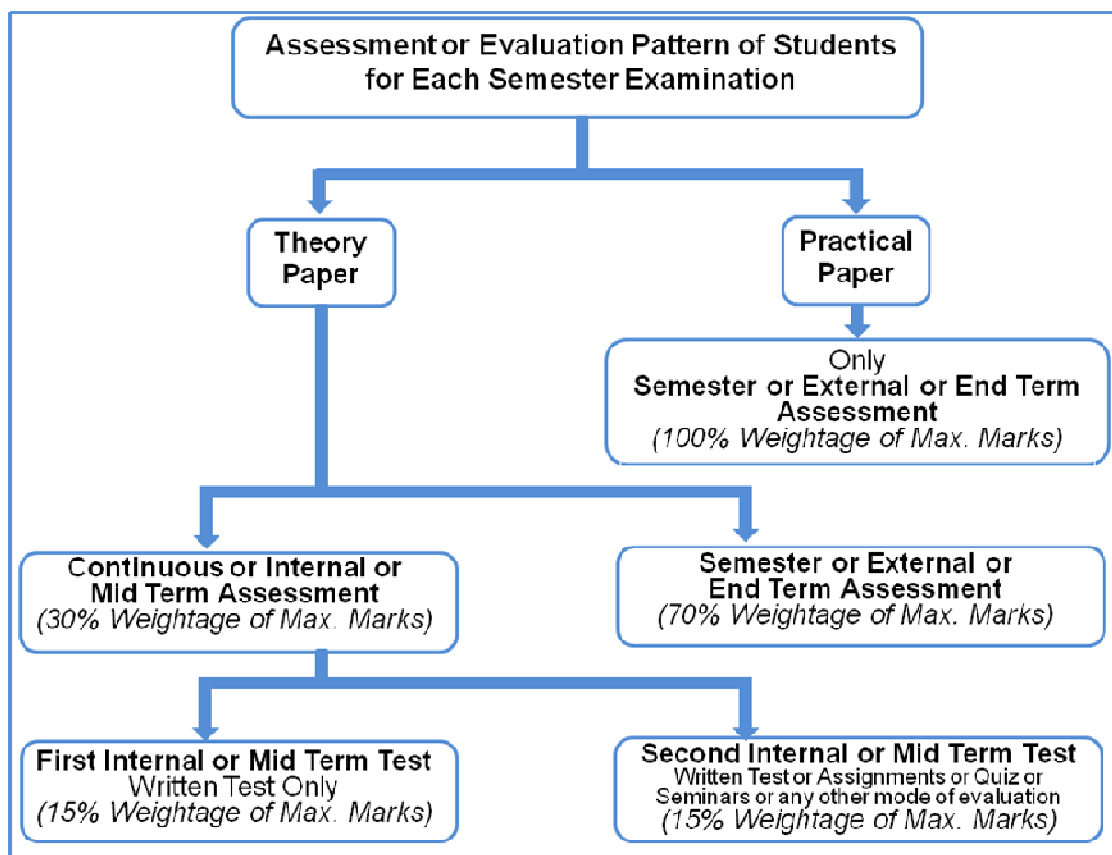 Assessment or Evaluation Pattern of Students
for Each Semester Examination
Theory
Paper
Practical
Paper
Only
Semester or External or End Term
Assessment
(100% Weightage of Max. Marks)
Continuous or Internal or
Mid Term Assessment
(30% Weightage of Max. Marks)
Semester or External or
End Term Assessment
(70% Weightage of Max. Marks)
First Internal or Mid Term Test
Written Test Only
(15% Weightage of Max. Marks)
Second Internal or Mid Term Test
Written Test or Assignments or Quiz or
Seminars or any other mode of evaluation
(15% Weightage of Max. Marks)